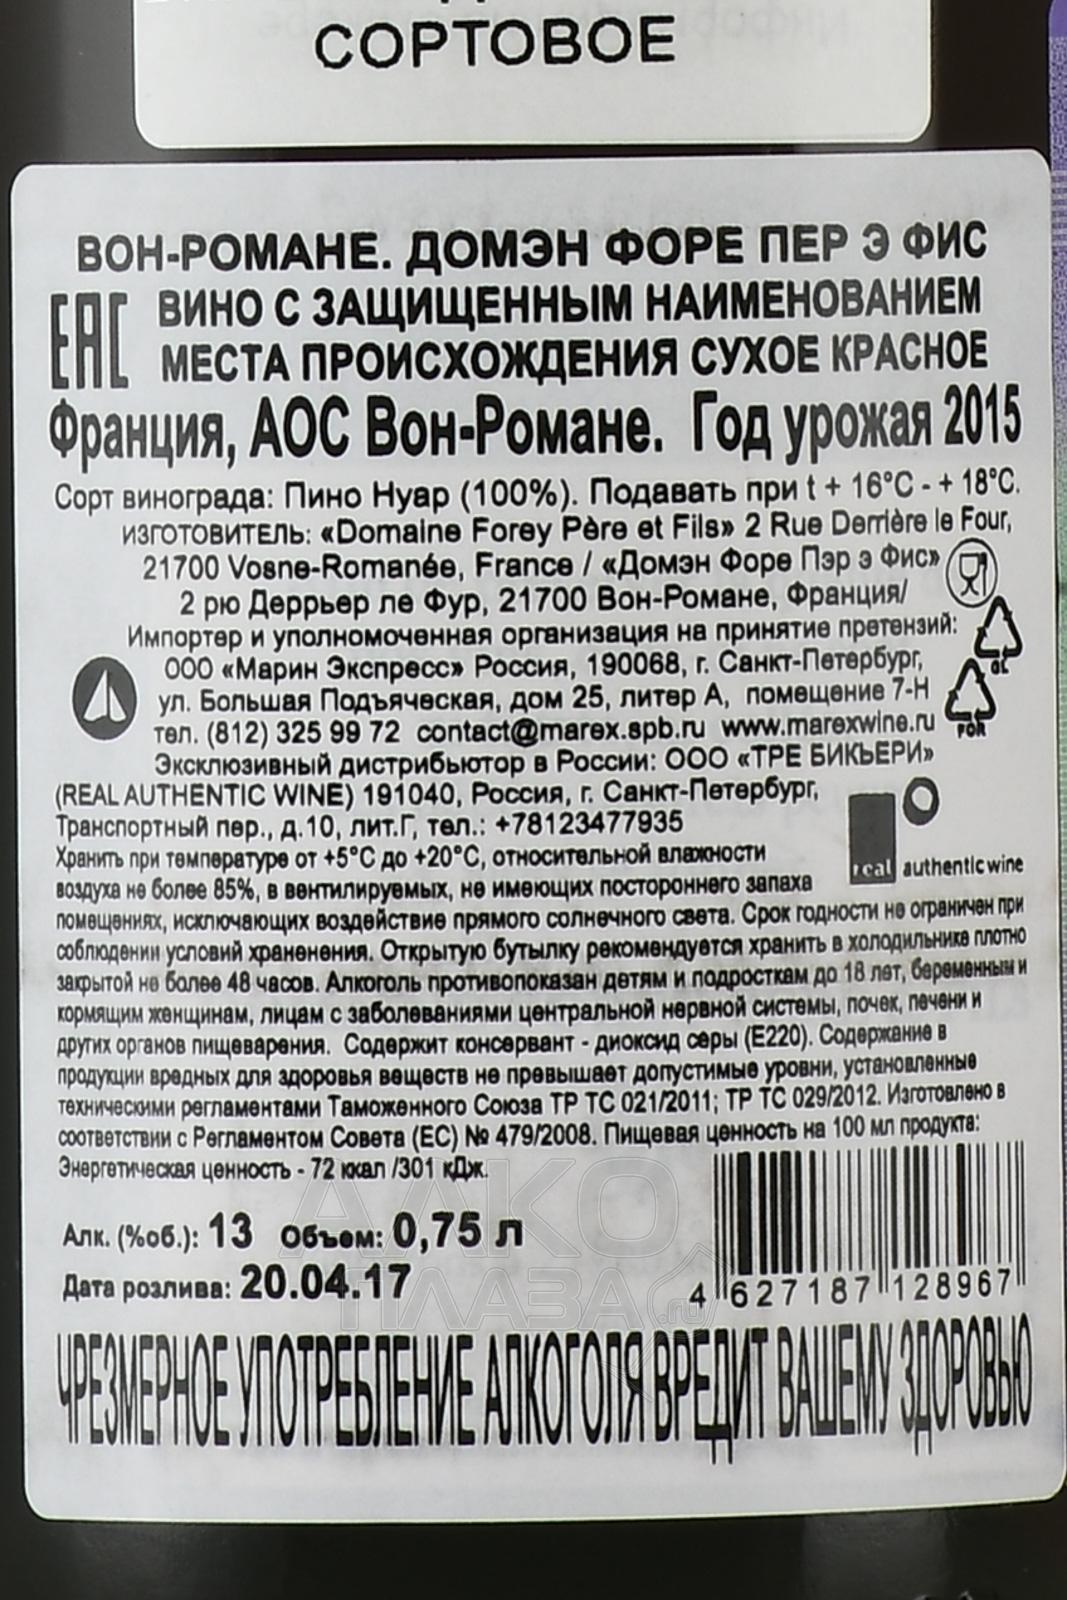 СОРТОВОЕ
ВОН-РОМАНЕ. ДОМЭН ФОРЕ ПЕР Э ФИС
EAC ВИНО С ЗАЩИЩЕННЫМ НАИМЕНОВАНИЕМ
МЕСТА ПРОИСХОЖДЕНИЯ СУХОЕ КРАСНОЕ
Франция, АОС Вон-Романе. Год урожая 2015
Сорт винограда: Пино Нуар (100%). Подавать при t + 16°С - + 18°С.
ИЗГОТОВИТЕЛЬ: «Domaine Forey Père et Fils» 2 Rue Derrière le Four,
21700 Vosne-Romanée, France / «Домэн Форе Пэр э Фис»
2 рю Деррьер ле Фур, 21700 Вон-Романе, Франция/
Импортер и уполномоченная организация на принятие претензий:
ООО «Марин Экспресс» Россия, 190068, г. Санкт-Петербург,
ул. Большая Подъяческая, дом 25, литер А, помещение 7-Н
тел. (812) 325 99 72 contact@marex.spb.ru www.marexwine.ru
GL
FOR
Эксклюзивный дистрибьютор в России: ООО «ТРЕ БИКЬЕРИ»
(REAL AUTHENTIC WINE) 191040, Россия, г. Санкт-Петербург,
Транспортный пер., д.10, лит.Г, тел.: +78123477935
real authentic wine
Хранить при температуре от +5°С до +20°С, относительной влажности
воздуха не более 85%, в вентилируемых, не имеющих постороннего запаха
помещениях, исключающих воздействие прямого солнечного света. Срок годности не ограничен при
соблюдении условий храненения. Открытую бутылку рекомендуется хранить в холодильнике плотно
закрытой не более 48 часов. Алкоголь противопоказан детям и подросткам до 18 лет, беременным и
кормящим женщинам, лицам с заболеваниями центральной нервной системы, почек, печени и
других органов пищеварения. Содержит консервант - диоксид серы (Е220). Содержание в
продукции вредных для здоровья веществ не превышает допустимые уровни, установленные
техническими регламентами Таможенного Союза ТР ТС 021/2011; ТР ТС 029/2012. Изготовлено в
соответствии с Регламентом Совета (ЕС) № 479/2008. Пищевая ценность на 100 мл продукта:
Энергетическая ценность - 72 ккал /301 кДж.
Алк. (%об.): 13 Объем: 0,75 л
Дата розлива: 20.04.17
4 627187 128967
АЛКО
ПЛАЗА.ru
ЧРЕЗМЕРНОЕ УПОТРЕБЛЕНИЕ АЛКОГОЛЯ ВРЕДИТ ВАШЕМУ ЗДОРОВЬЮ